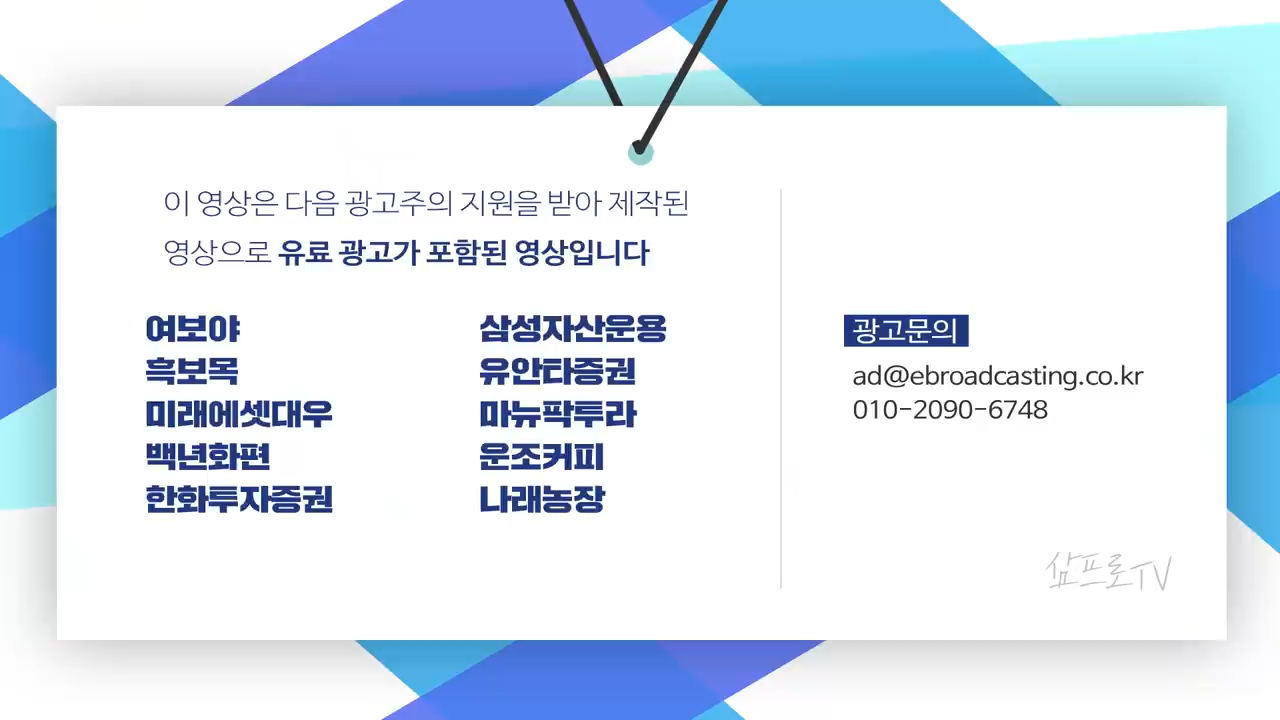 이 영상은 다음 광고주의 지원을 받아 제작된
영상으로 유료 광고가 포함된 영상입니다
여보야
흑보목
미래에셋대우
백년화편
한화투자증권
삼성자산운용
유안타증권
마뉴팍투라
운조커피
나래농장
광고문의
ad@ebroadcasting.co.kr
010-2090-6748
삼프로TV